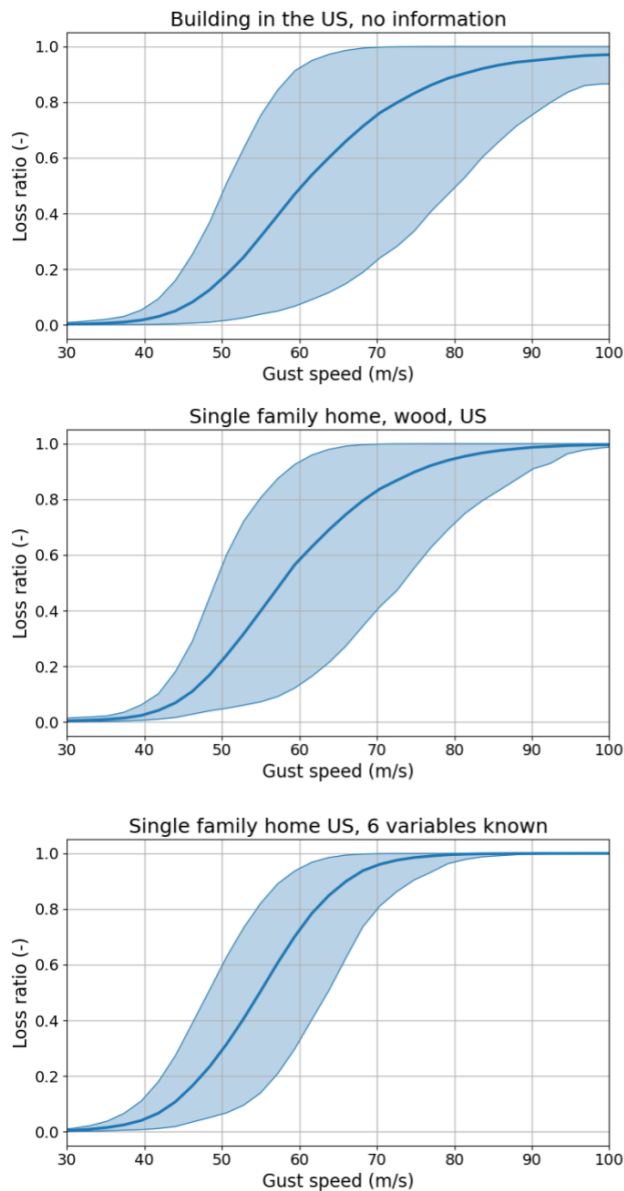 Building in the US, no information
1.0
0.8
0.6
0.4
0.2
0.0
Loss ratio (-)
30 40 50 60 70 80 90 100
Gust speed (m/s)
Single family home, wood, US
1.0
0.8
0.6
0.4
0.2
0.0
Loss ratio (-)
30 40 50 60 70 80 90 100
Gust speed (m/s)
Single family home US, 6 variables known
1.0
0.8
0.6
0.4
0.2
0.0
Loss ratio (-)
30 40 50 60 70 80 90 100
Gust speed (m/s)